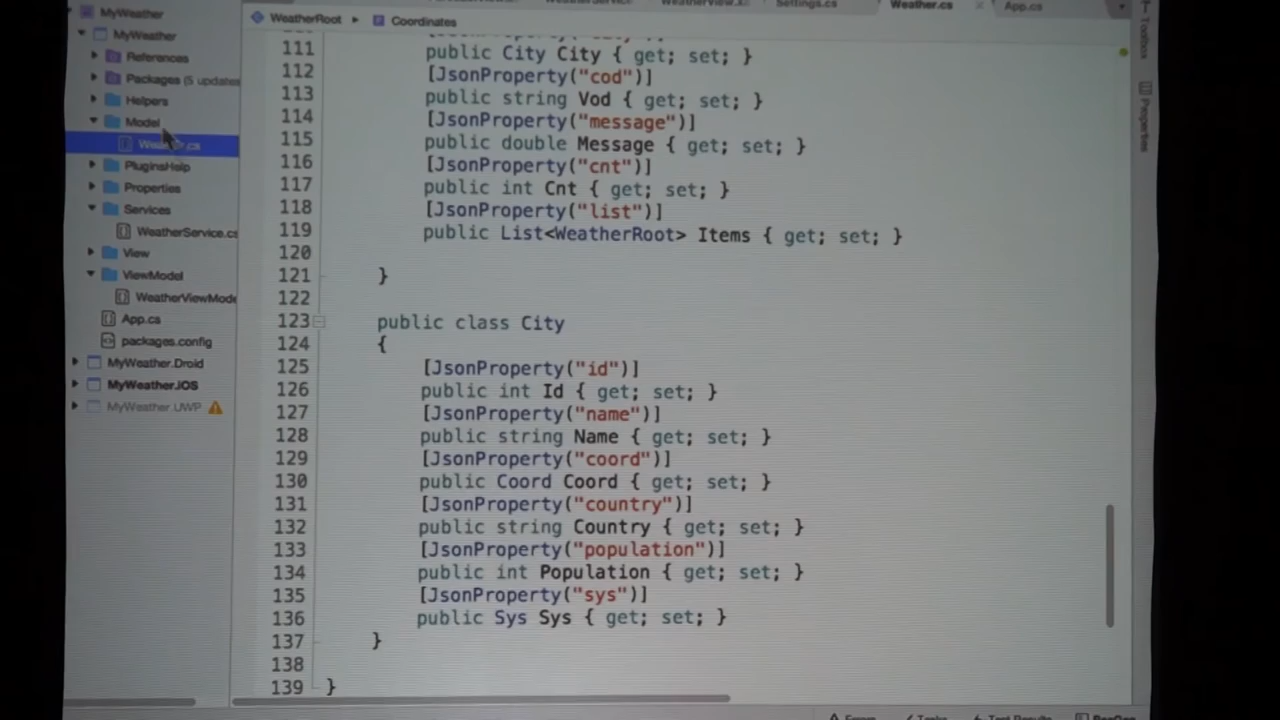 MyWeather
MyWeather
References
Packages (5 updates
Helpers
Model
Weather.cs
PluginsHelp
Properties
Services
WeatherService.cs
View
ViewModel
WeatherViewMode
App.cs
packages.config
MyWeather.Droid
MyWeather.iOS
MyWeather.UWP
Settings.cs
Weather.cs
App.cs
WeatherRoot
Coordinates
111 public City City { get; set; }
112 [JsonProperty("cod")]
113 public string Vod { get; set; }
114 [JsonProperty("message")]
115 public double Message { get; set; }
116 [JsonProperty("cnt")]
117 public int Cnt { get; set; }
118 [JsonProperty("list")]
119 public List<WeatherRoot> Items { get; set; }
120
121 }
122
123 public class City
124 {
125 [JsonProperty("id")]
126 public int Id { get; set; }
127 [JsonProperty("name")]
128 public string Name { get; set; }
129 [JsonProperty("coord")]
130 public Coord Coord { get; set; }
131 [JsonProperty("country")]
132 public string Country { get; set; }
133 [JsonProperty("population")]
134 public int Population { get; set; }
135 [JsonProperty("sys")]
136 public Sys Sys { get; set; }
137 }
138
139 }
Toolbox
Properties